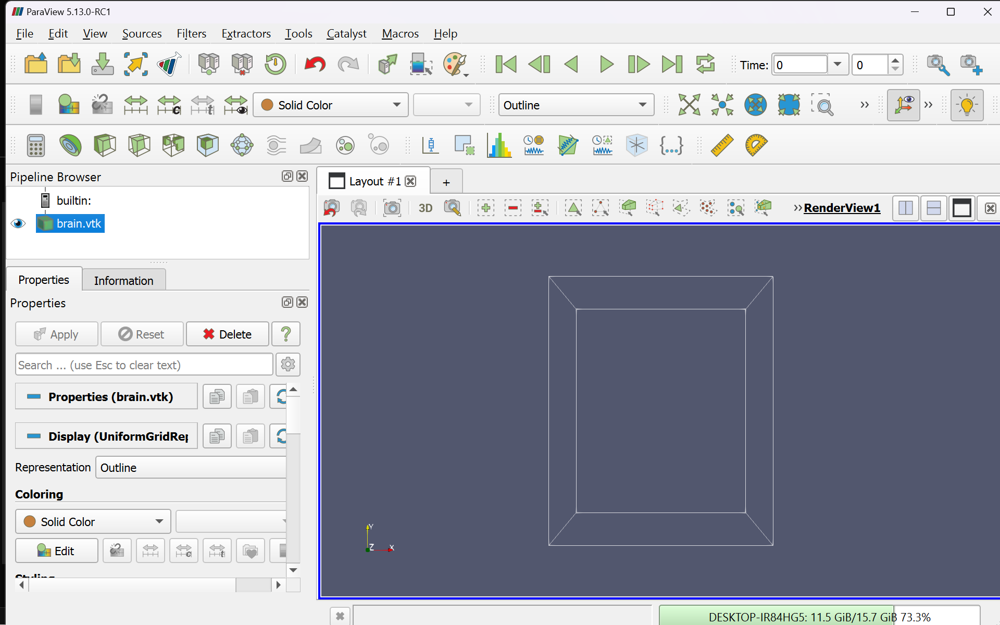 ParaView 5.13.0-RC1
File Edit View Sources Filters Extractors Tools Catalyst Macros Help
Time: 0 0
c t Solid Color Outline
Pipeline Browser
Layout #1 +
builtin:
3D RenderView1
brain.vtk
Properties Information
Properties
Apply Reset Delete ?
Search ... (use Esc to clear text)
Properties (brain.vtk)
Display (UniformGridRep
Representation Outline
Coloring
Solid Color
Edit c t
Styling
Y
Z X
DESKTOP-IR84HG5: 11.5 GiB/15.7 GiB 73.3%